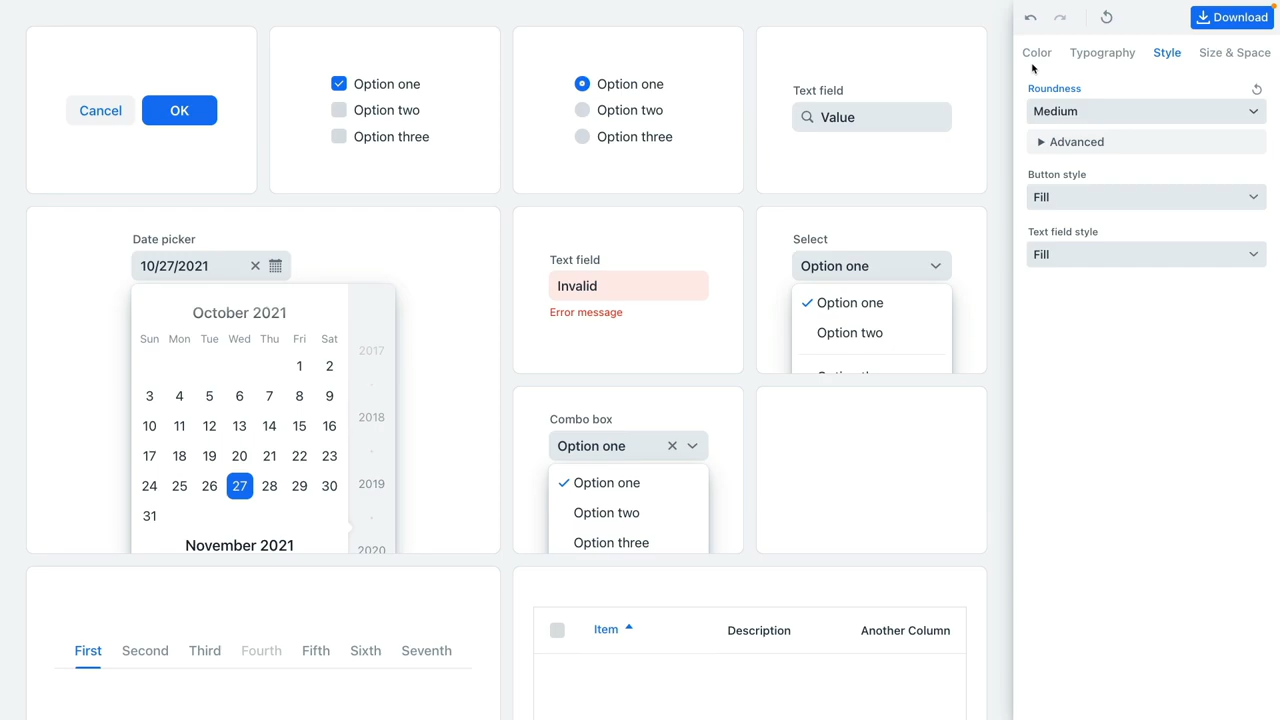 Download
Color Typography Style Size & Space
Roundness
Medium
Advanced
Button style
Fill
Text field style
Fill
Cancel OK
Option one
Option two
Option three
Option one
Option two
Option three
Text field
Value
Date picker
10/27/2021
October 2021
Sun Mon Tue Wed Thu Fri Sat
1 2
3 4 5 6 7 8 9
10 11 12 13 14 15 16
17 18 19 20 21 22 23
24 25 26 27 28 29 30
31
November 2021
2017
2018
2019
2020
Text field
Invalid
Error message
Select
Option one
Option one
Option two
Combo box
Option one
Option one
Option two
Option three
First Second Third Fourth Fifth Sixth Seventh
Item Description Another Column